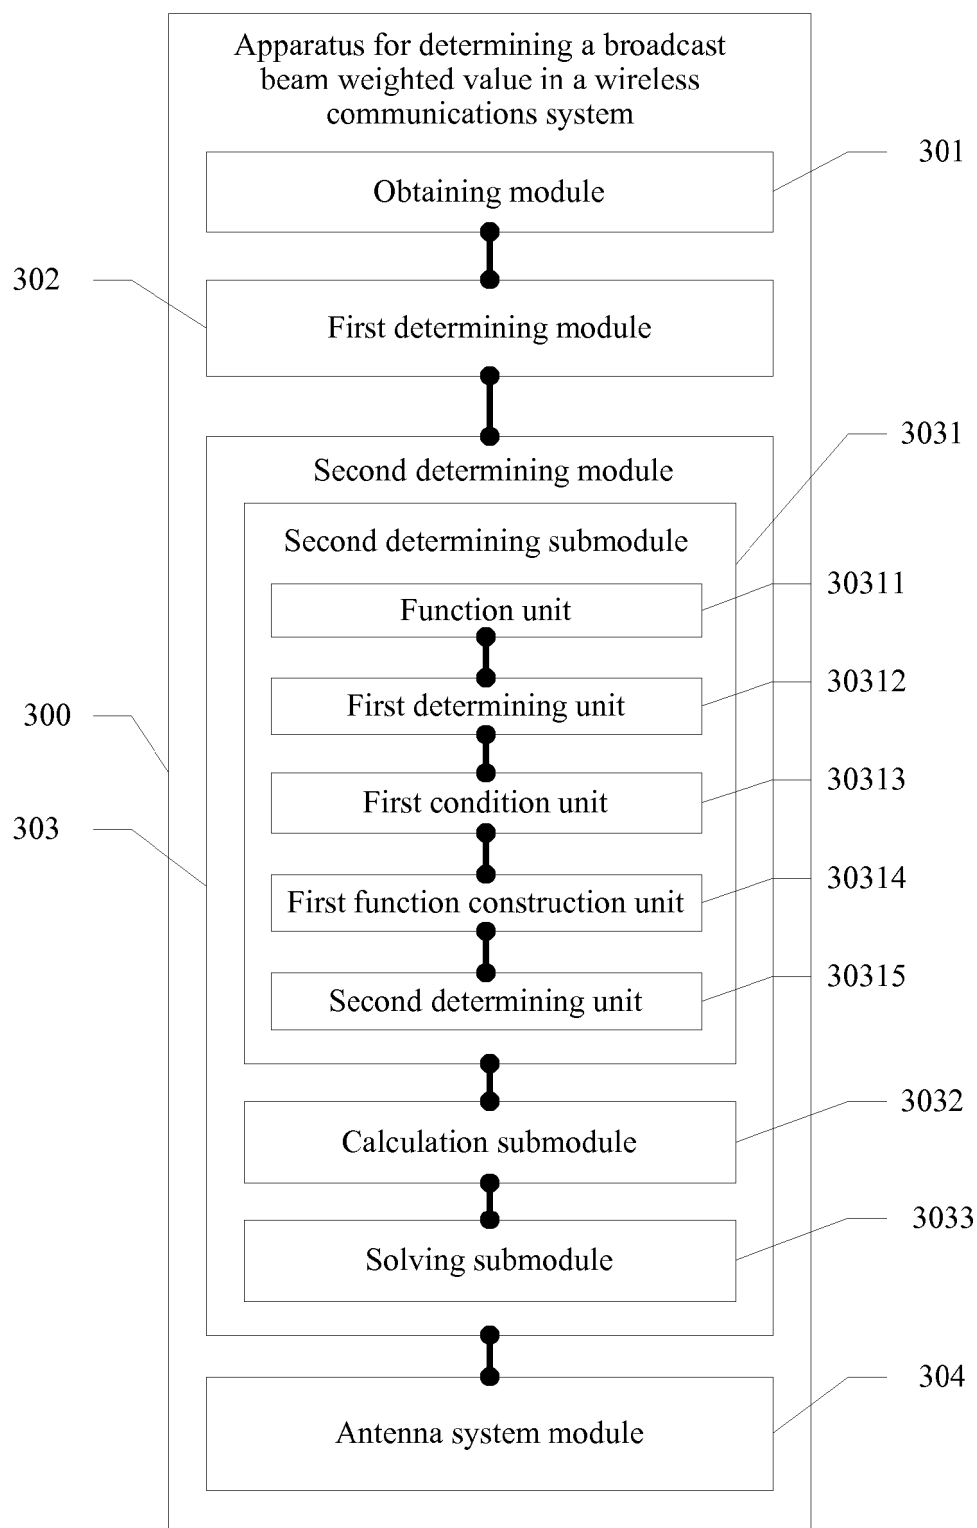 Apparatus for determining a broadcast
beam weighted value in a wireless
communications system
301
Obtaining module
302
First determining module
3031
Second determining module
Second determining submodule
30311
Function unit
30312
First determining unit
300
30313
First condition unit
303
30314
First function construction unit
30315
Second determining unit
3032
Calculation submodule
3033
Solving submodule
304
Antenna system module